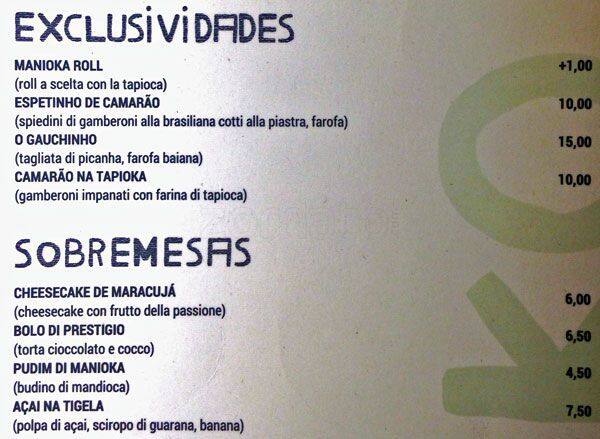 EXCLUSIVIDADES
MANIOKA ROLL +1,00
(roll a scelta con la tapioca)
ESPETINHO DE CAMARÃO 10,00
(spiedini di gamberoni alla brasiliana cotti alla piastra, farofa)
O GAUCHINHO 15,00
(tagliata di picanha, farofa baiana)
CAMARÃO NA TAPIOKA 10,00
(gamberoni impanati con farina di tapioca)
SOBREMESAS
CHEESECAKE DE MARACUJÁ 6,00
(cheesecake con frutto della passione)
BOLO DI PRESTIGIO 6,50
(torta cioccolato e cocco)
PUDIM DI MANIOKA 4,50
(budino di mandioca)
AÇAI NA TIGELA 7,50
(polpa di açai, sciropo di guarana, banana)
KO